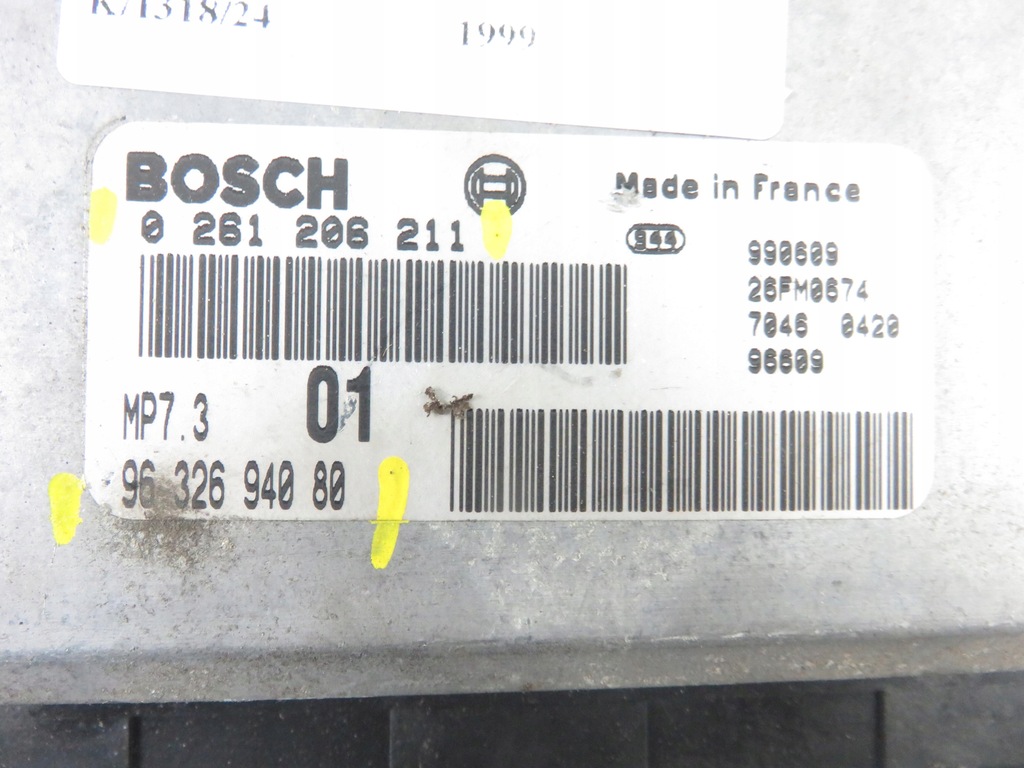 K/1318/24
1999
BOSCH
Made in France
0 261 206 211
944
990609
26FM0674
7046 0420
96609
MP7.3
01
96 326 940 80